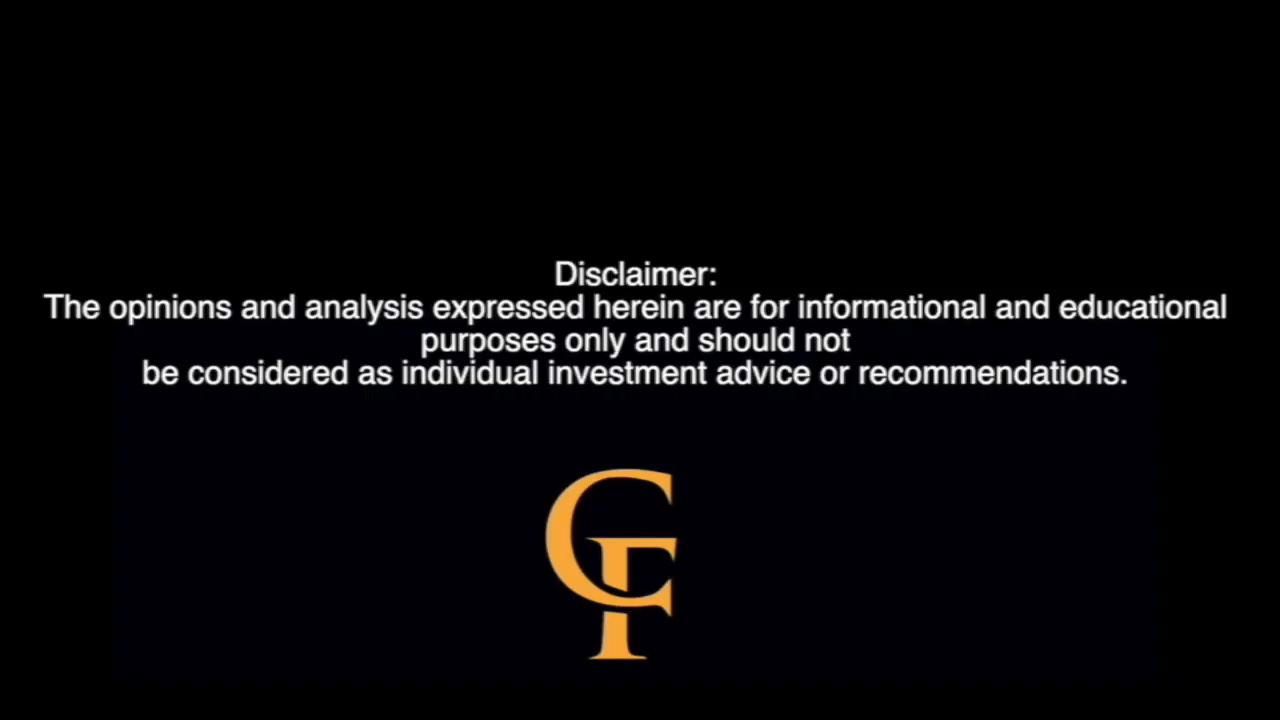 Disclaimer:
The opinions and analysis expressed herein are for informational and educational
purposes only and should not
be considered as individual investment advice or recommendations.